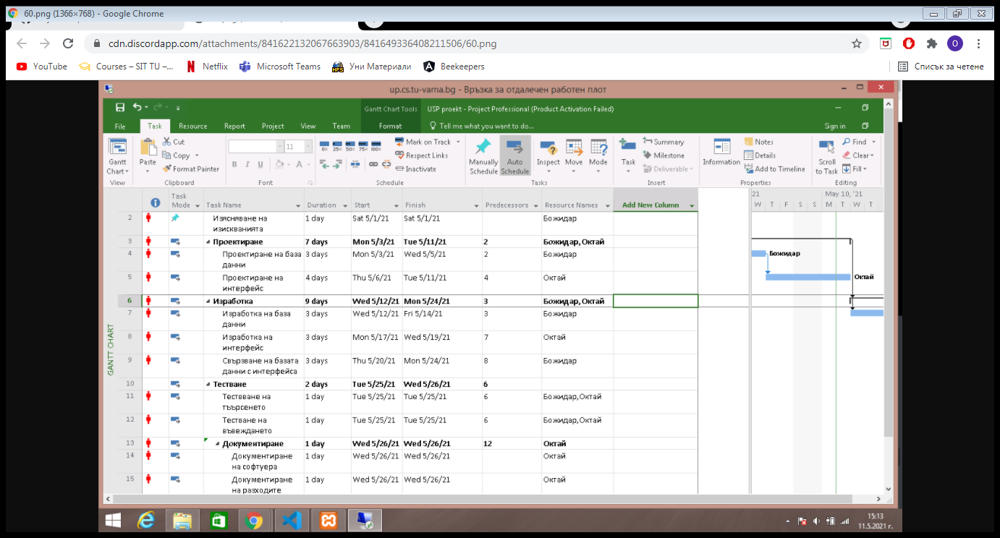 60.png (1366×768) - Google Chrome
cdn.discordapp.com/attachments/841622132067663903/841649336408211506/60.png
O
YouTube Courses – SIT TU –... Netflix Microsoft Teams Уни Материали Beekeepers Списък за четене
up.cs.tu-varna.bg - Връзка за отдалечен работен плот
Gantt Chart Tools USP proekt - Project Professional (Product Activation Failed)
File Task Resource Report Project View Team Format Tell me what you want to do... Sign in
Gantt Chart
View
Paste Cut Copy Format Painter
Clipboard
11
B I U A
Font
0% 25% 50% 75% 100%
Mark on Track
Respect Links
Inactivate
Schedule
Manually Schedule Auto Schedule Inspect Move Mode
Tasks
Task Summary Milestone Deliverable
Insert
Information Notes Details Add to Timeline
Properties
Scroll to Task Find Clear Fill
Editing
GANTT CHART
Task Mode Task Name Duration Start Finish Predecessors Resource Names Add New Column
21 May 10, '21
W T F S S M T W T
2 Изясняване на 1 day Sat 5/1/21 Sat 5/1/21 Божидар
изискванията
3 Проектиране 7 days Mon 5/3/21 Tue 5/11/21 2 Божидар,Октай
4 Проектиране на база 3 days Mon 5/3/21 Wed 5/5/21 2 Божидар Божидар
данни
5 Проектиране на 4 days Thu 5/6/21 Tue 5/11/21 4 Октай Октай
интерфейс
6 Изработка 9 days Wed 5/12/21 Mon 5/24/21 3 Божидар,Октай
7 Изработка на база 3 days Wed 5/12/21 Fri 5/14/21 3 Божидар
данни
8 Изработка на 3 days Mon 5/17/21 Wed 5/19/21 7 Октай
интерфейс
9 Свързване на базата 3 days Thu 5/20/21 Mon 5/24/21 8 Божидар
данни с интерфейса
10 Тестване 2 days Tue 5/25/21 Wed 5/26/21 6
11 Тествване на 1 day Tue 5/25/21 Tue 5/25/21 6 Божидар,Октай
тъърсенето
12 Тестване на 1 day Tue 5/25/21 Tue 5/25/21 6 Божидар,Октай
въвеждането
13 Документиране 1 day Wed 5/26/21 Wed 5/26/21 12 Октай
14 Документиране 1 day Wed 5/26/21 Wed 5/26/21 Октай
на софтуера
15 Документиране 1 day Wed 5/26/21 Wed 5/26/21 Октай
на разходите
15:13
11.5.2021 г.